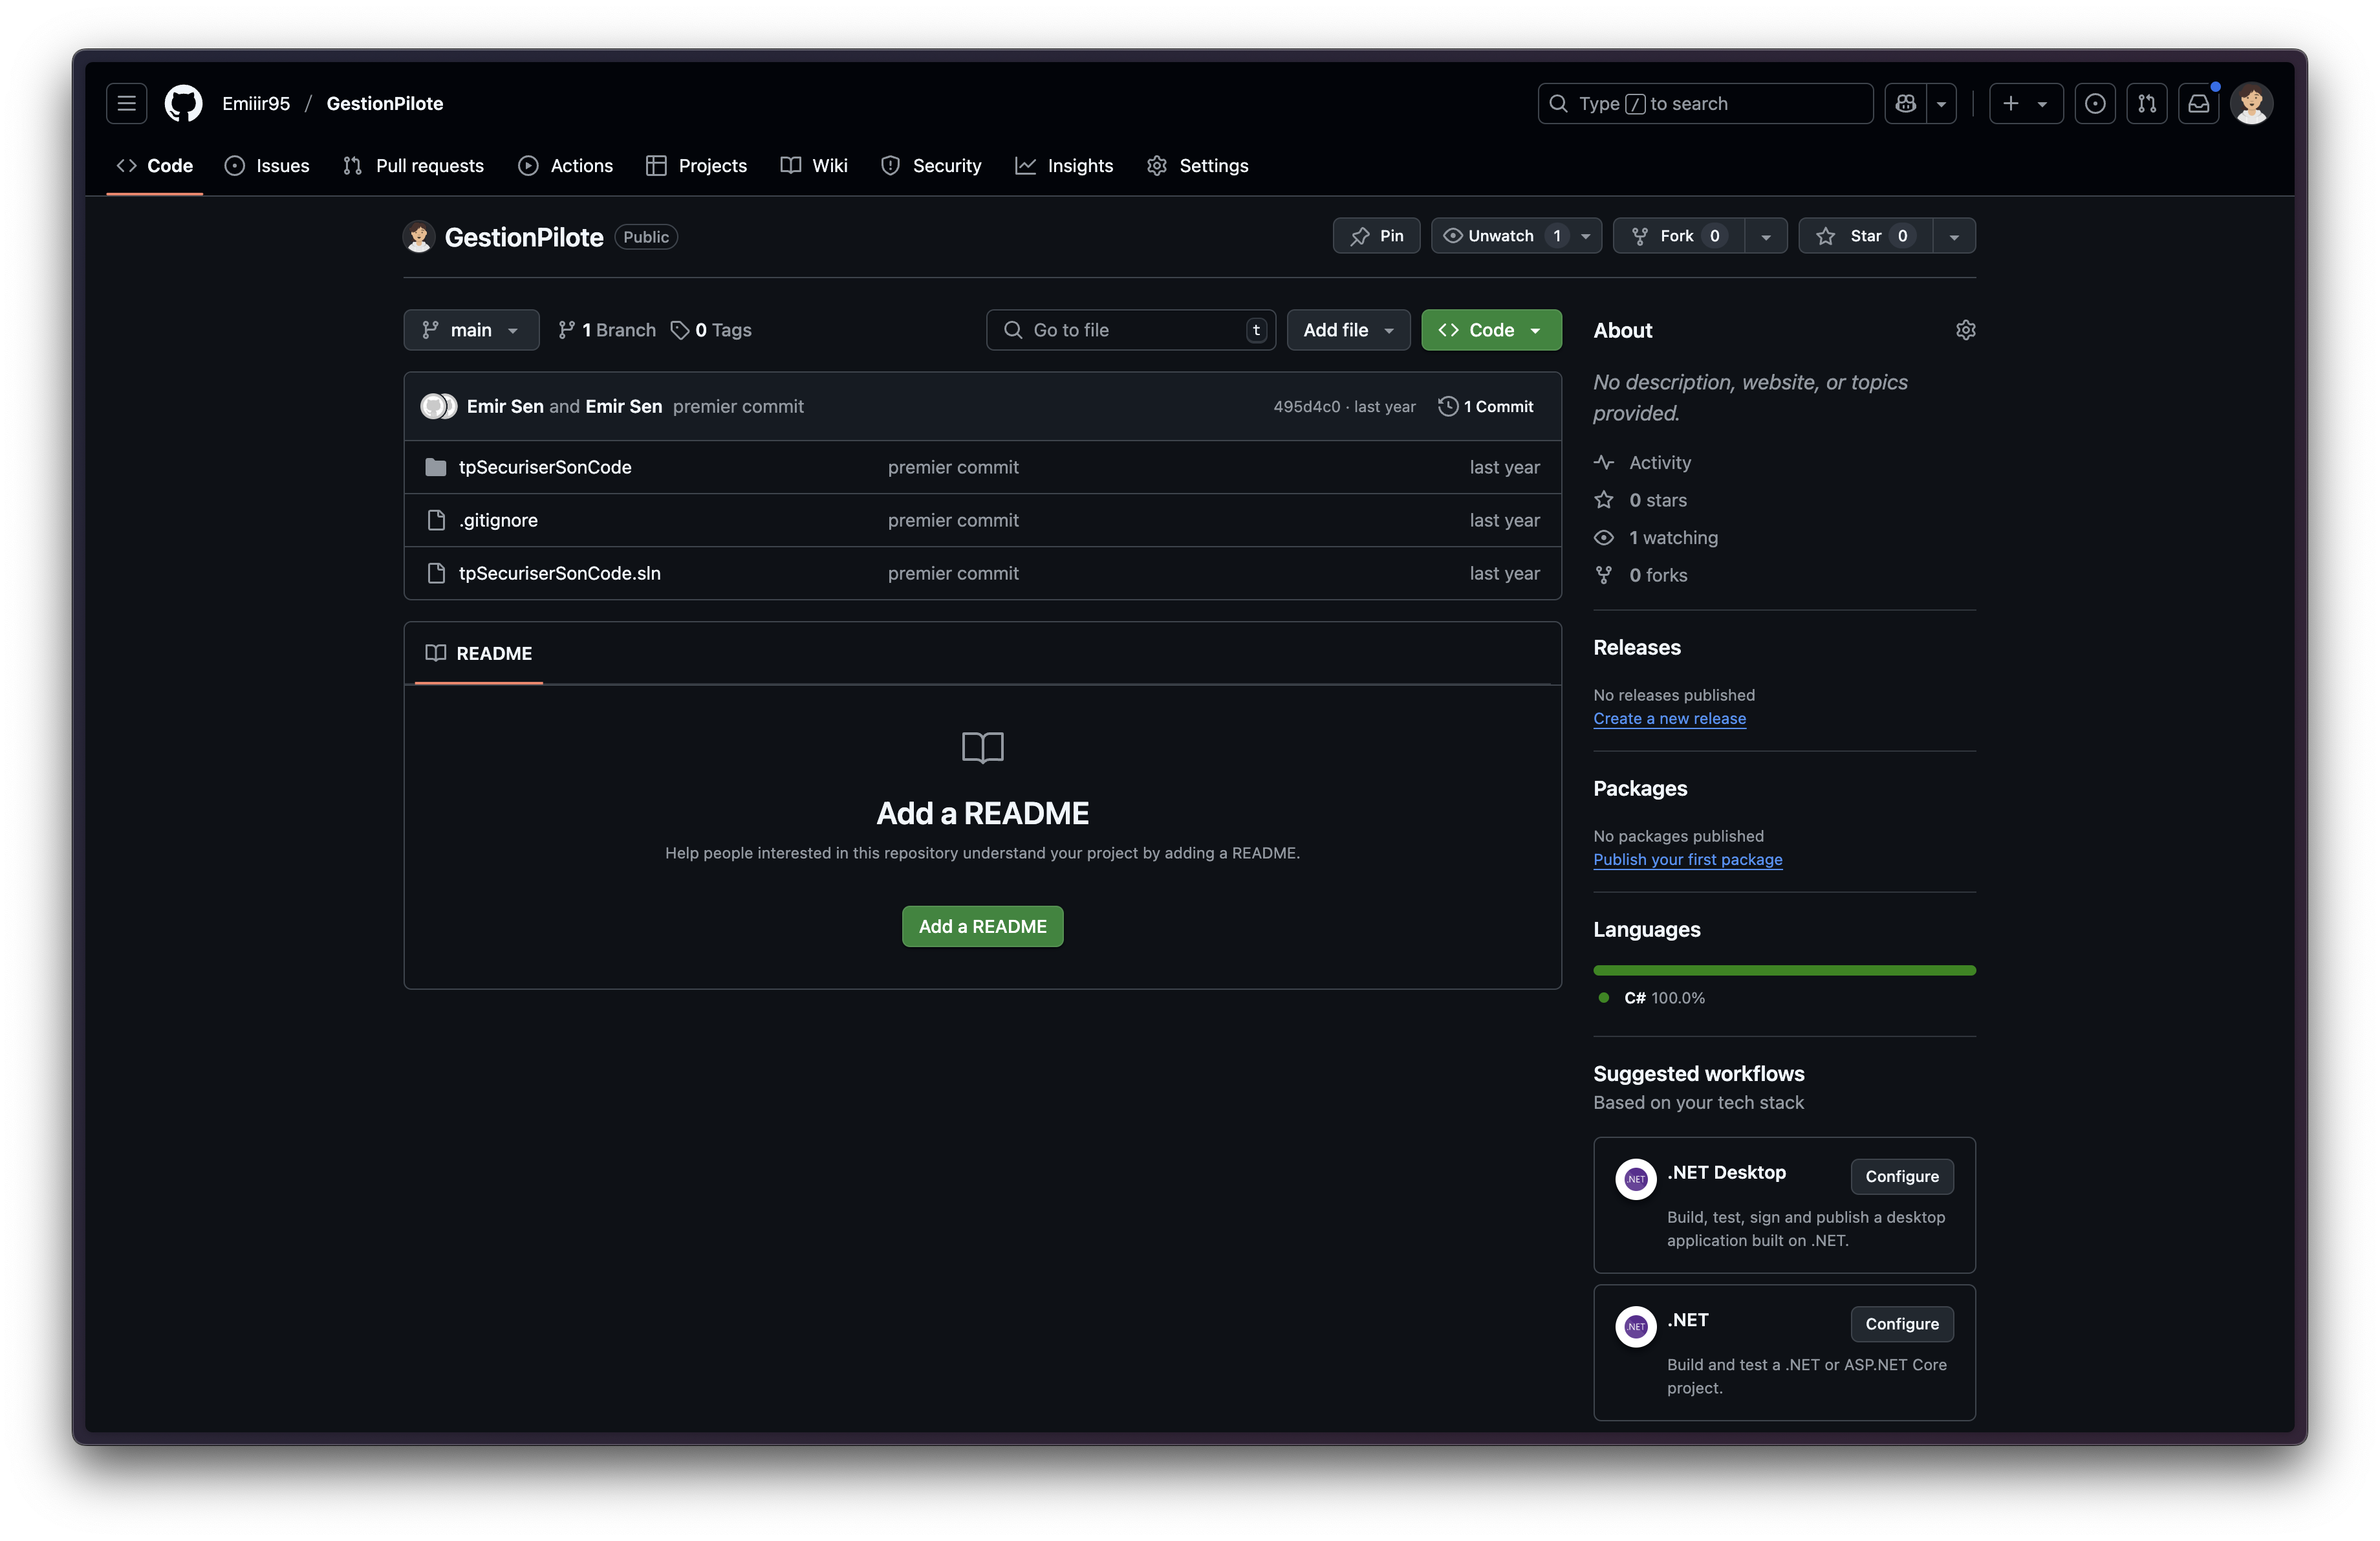 Emiiir95 / GestionPilote
Type / to search
Code
Issues
Pull requests
Actions
Projects
Wiki
Security
Insights
Settings
GestionPilote Public
Pin
Unwatch 1
Fork 0
Star 0
main
1 Branch
0 Tags
Go to file t
Add file
Code
Emir Sen and Emir Sen premier commit
495d4c0 · last year
1 Commit
tpSecuriserSonCode premier commit last year
.gitignore premier commit last year
tpSecuriserSonCode.sln premier commit last year
README
Add a README
Help people interested in this repository understand your project by adding a README.
Add a README
About
No description, website, or topics
provided.
Activity
0 stars
1 watching
0 forks
Releases
No releases published
Create a new release
Packages
No packages published
Publish your first package
Languages
C# 100.0%
Suggested workflows
Based on your tech stack
.NET
.NET Desktop
Configure
Build, test, sign and publish a desktop
application built on .NET.
.NET
.NET
Configure
Build and test a .NET or ASP.NET Core
project.